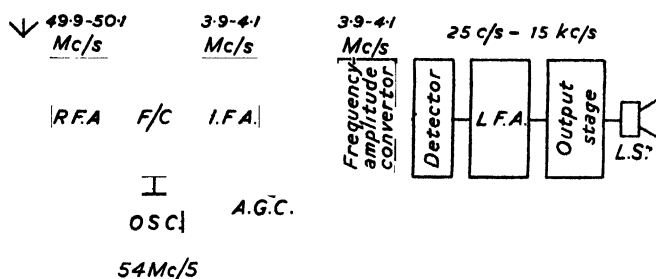 49·9-50·1 3·9-4·1 3·9-4·1 25 c/s - 15 kc/s
Mc/s Mc/s Mc/s
R F.A F/C I.F.A. Frequency amplitude convertor Detector L F.A. Output stage
L.S.
OSC. A.G.C.
54Mc/S